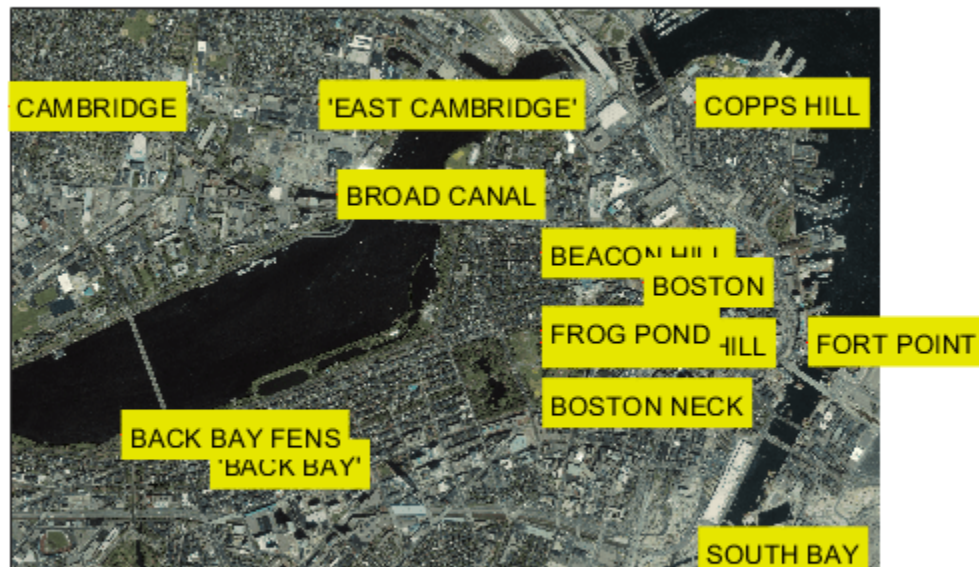 CAMBRIDGE
'EAST CAMBRIDGE'
COPPS HILL
BROAD CANAL
BEACON HILL
BOSTON
FROG POND
HILL
FORT POINT
BOSTON NECK
BACK BAY FENS
'BACK BAY'
SOUTH BAY